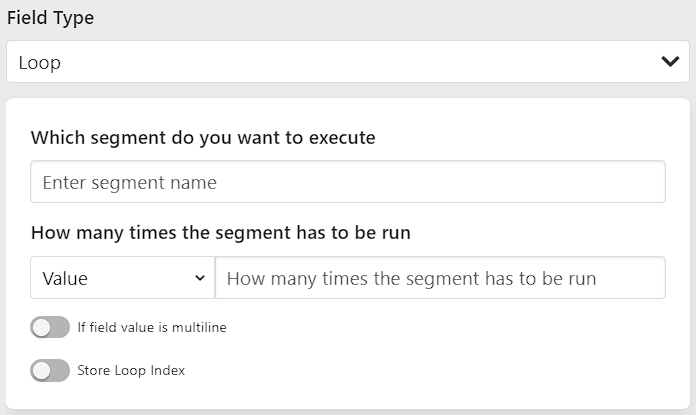 Field Type
Loop
Which segment do you want to execute
Enter segment name
How many times the segment has to be run
Value How many times the segment has to be run
If field value is multiline
Store Loop Index